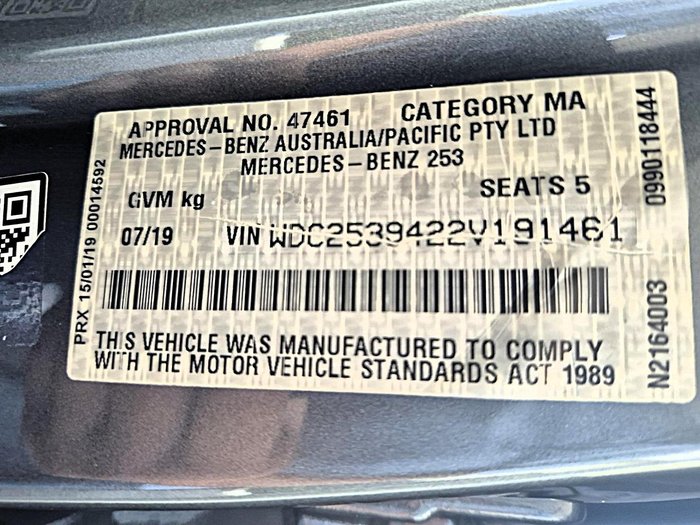 APPROVAL NO. 47461 CATEGORY MA
MERCEDES-BENZ AUSTRALIA/PACIFIC PTY LTD
MERCEDES-BENZ 253
GVM kg SEATS 5
07/19 VIN WDC2539422V191461
THIS VEHICLE WAS MANUFACTURED TO COMPLY
WITH THE MOTOR VEHICLE STANDARDS ACT 1989
PRX 15/01/19 00014592
N2164003 0990118444